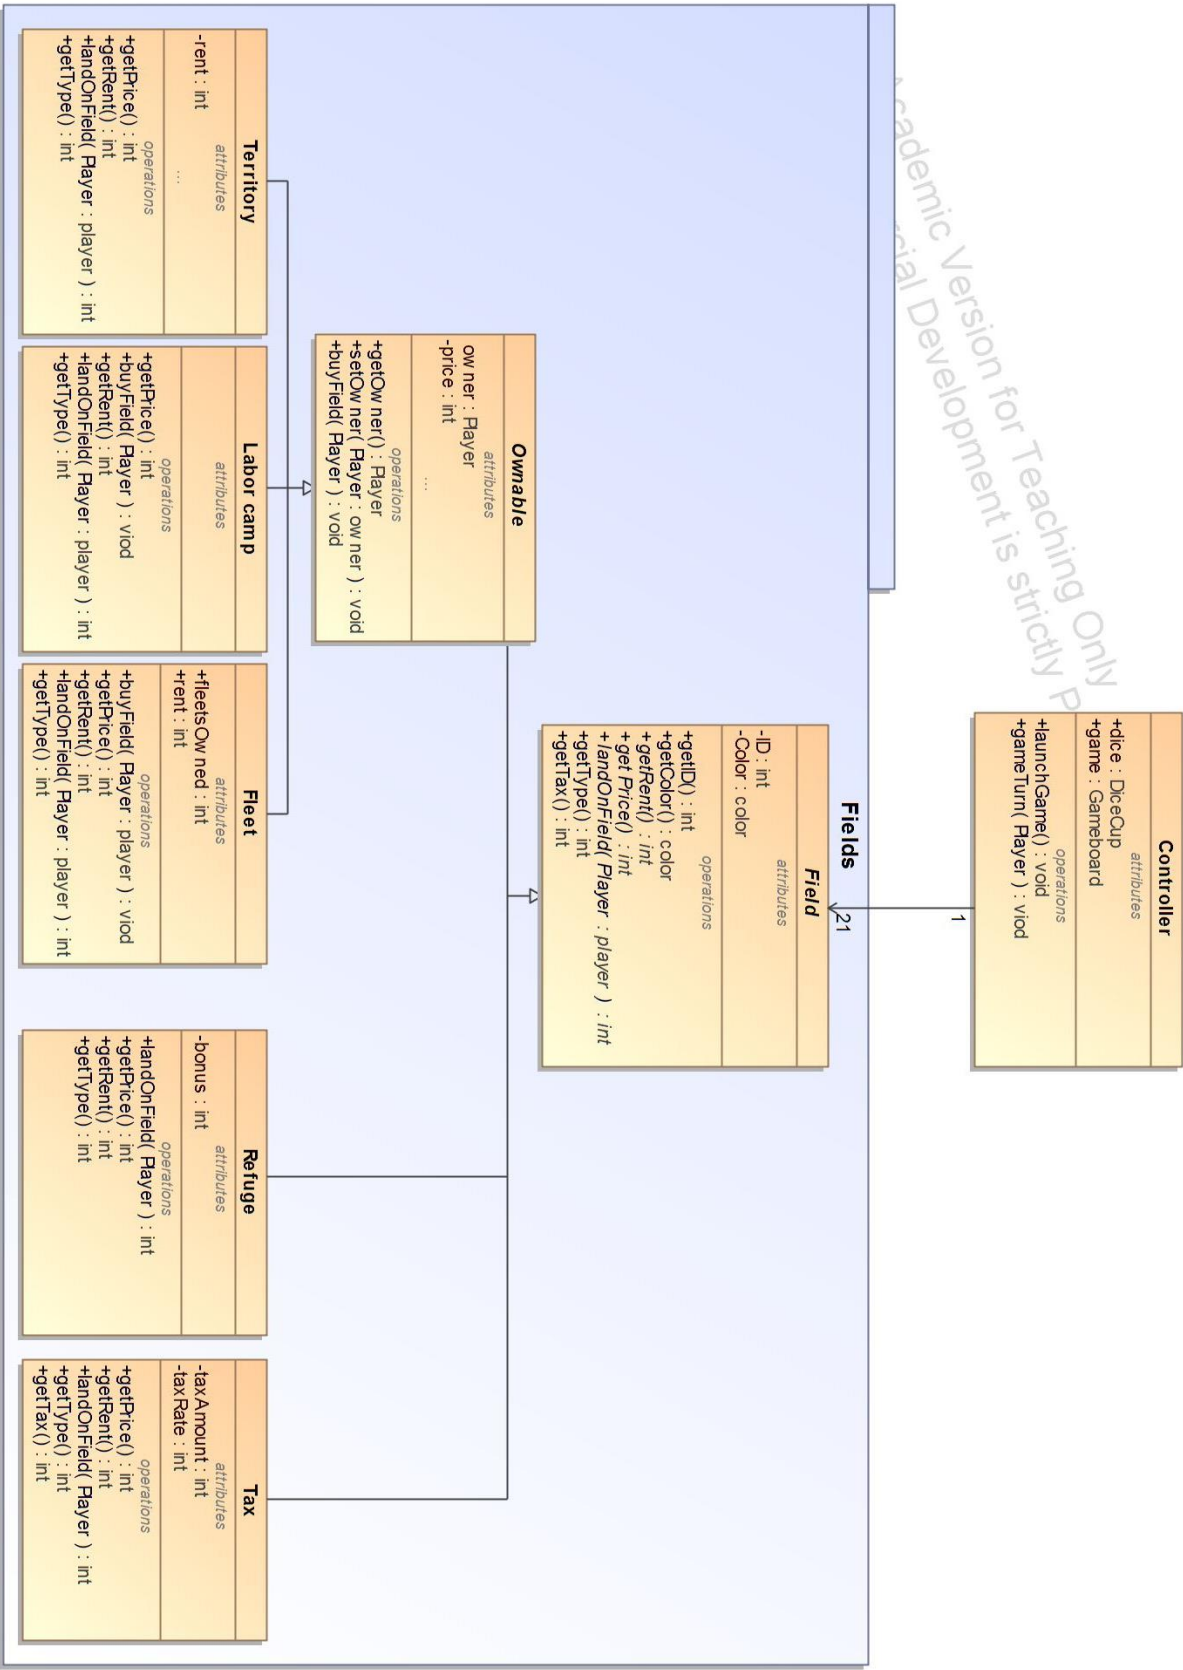 Academic Version for Teaching Only
cial Development is strictly P
Controller
attributes
+dice : DiceCup
+game : Gameboard
operations
+launchGame() : void
+gameTurn( Player ) : viod
1
21
Fields
Field
attributes
-ID : int
-Color : color
operations
+getID() : int
+getColor() : color
+getRent() : int
+get Price() : int
+landOnField( Player : player ) : int
+getType() : int
+getTax() : int
Ownable
attributes
owner : Player
-price : int
...
operations
+getOwner() : Player
+setOwner( Player : owner ) : void
+buyField( Player ) : void
Territory
attributes
-rent : int
...
operations
+getPrice() : int
+getRent() : int
+landOnField( Player : player ) : int
+getType() : int
Labor camp
attributes
operations
+getPrice() : int
+buyField( Player ) : viod
+getRent() : int
+landOnField( Player : player ) : int
+getType() : int
Fleet
attributes
+fleetsOwned : int
+rent : int
operations
+buyField( Player : player ) : viod
+getPrice() : int
+getRent() : int
+landOnField( Player : player ) : int
+getType() : int
Refuge
attributes
-bonus : int
operations
+landOnField( Player ) : int
+getPrice() : int
+getRent() : int
+getType() : int
Tax
attributes
-taxAmount : int
-taxRate : int
operations
+getPrice() : int
+getRent() : int
+landOnField( Player ) : int
+getType() : int
+getTax() : int